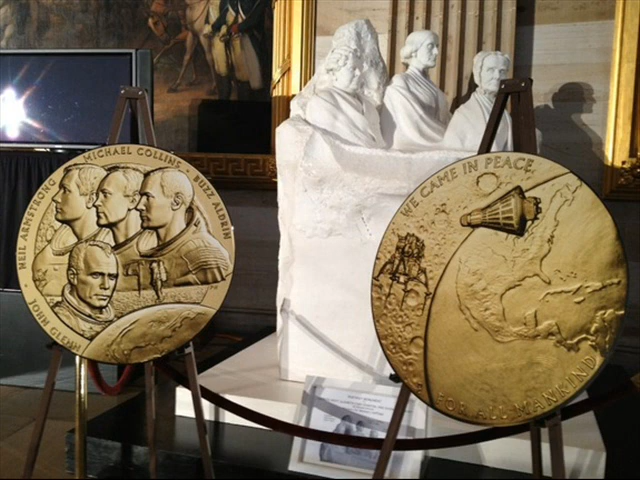 NEIL ARMSTRONG
MICHAEL COLLINS
BUZZ ALDRIN
JOHN GLENN
WE CAME IN PEACE
FOR ALL MANKIND